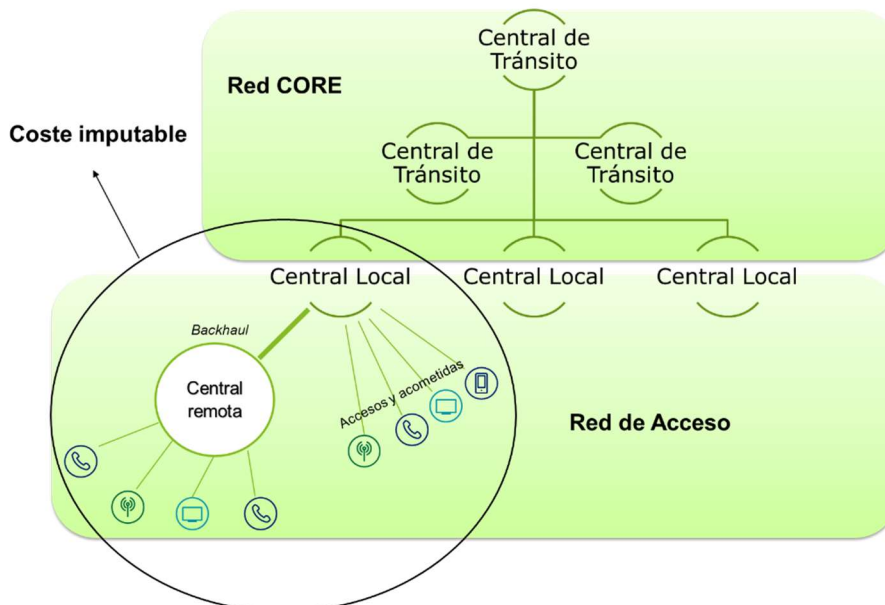 Central de
Tránsito
Red CORE
Coste imputable
Central de
Tránsito
Central de
Tránsito
Central Local
Central Local
Central Local
Backhaul
Central
remota
Accesos y acometidas
Red de Acceso